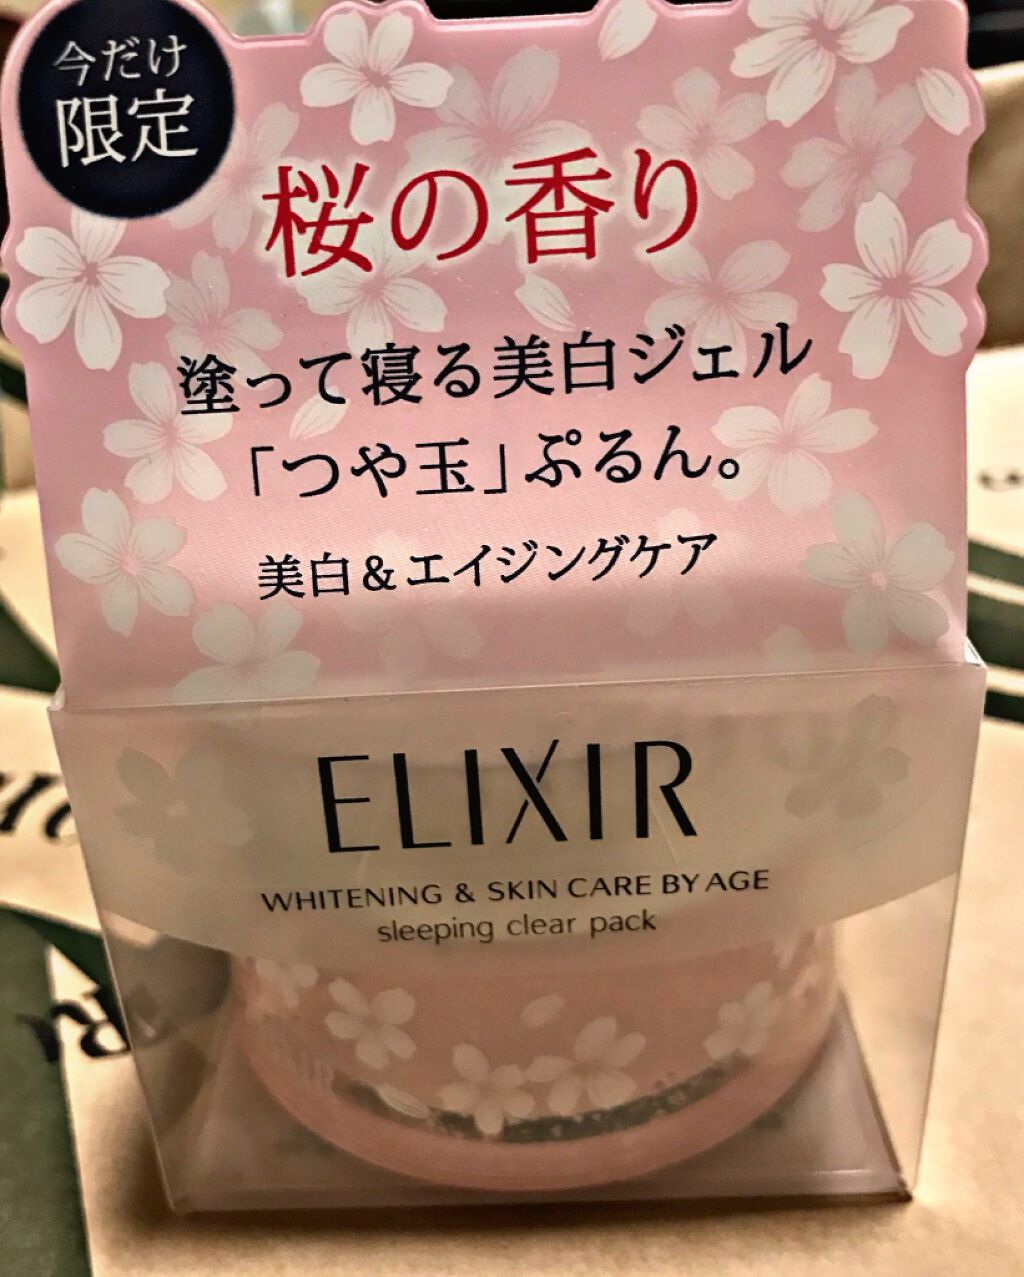 今だけ
限定
桜の香り
塗って寝る美白ジェル
「つや玉」ぷるん。
美白&エイジングケア
ELIXIR
WHITENING & SKIN CARE BY AGE
sleeping clear pack